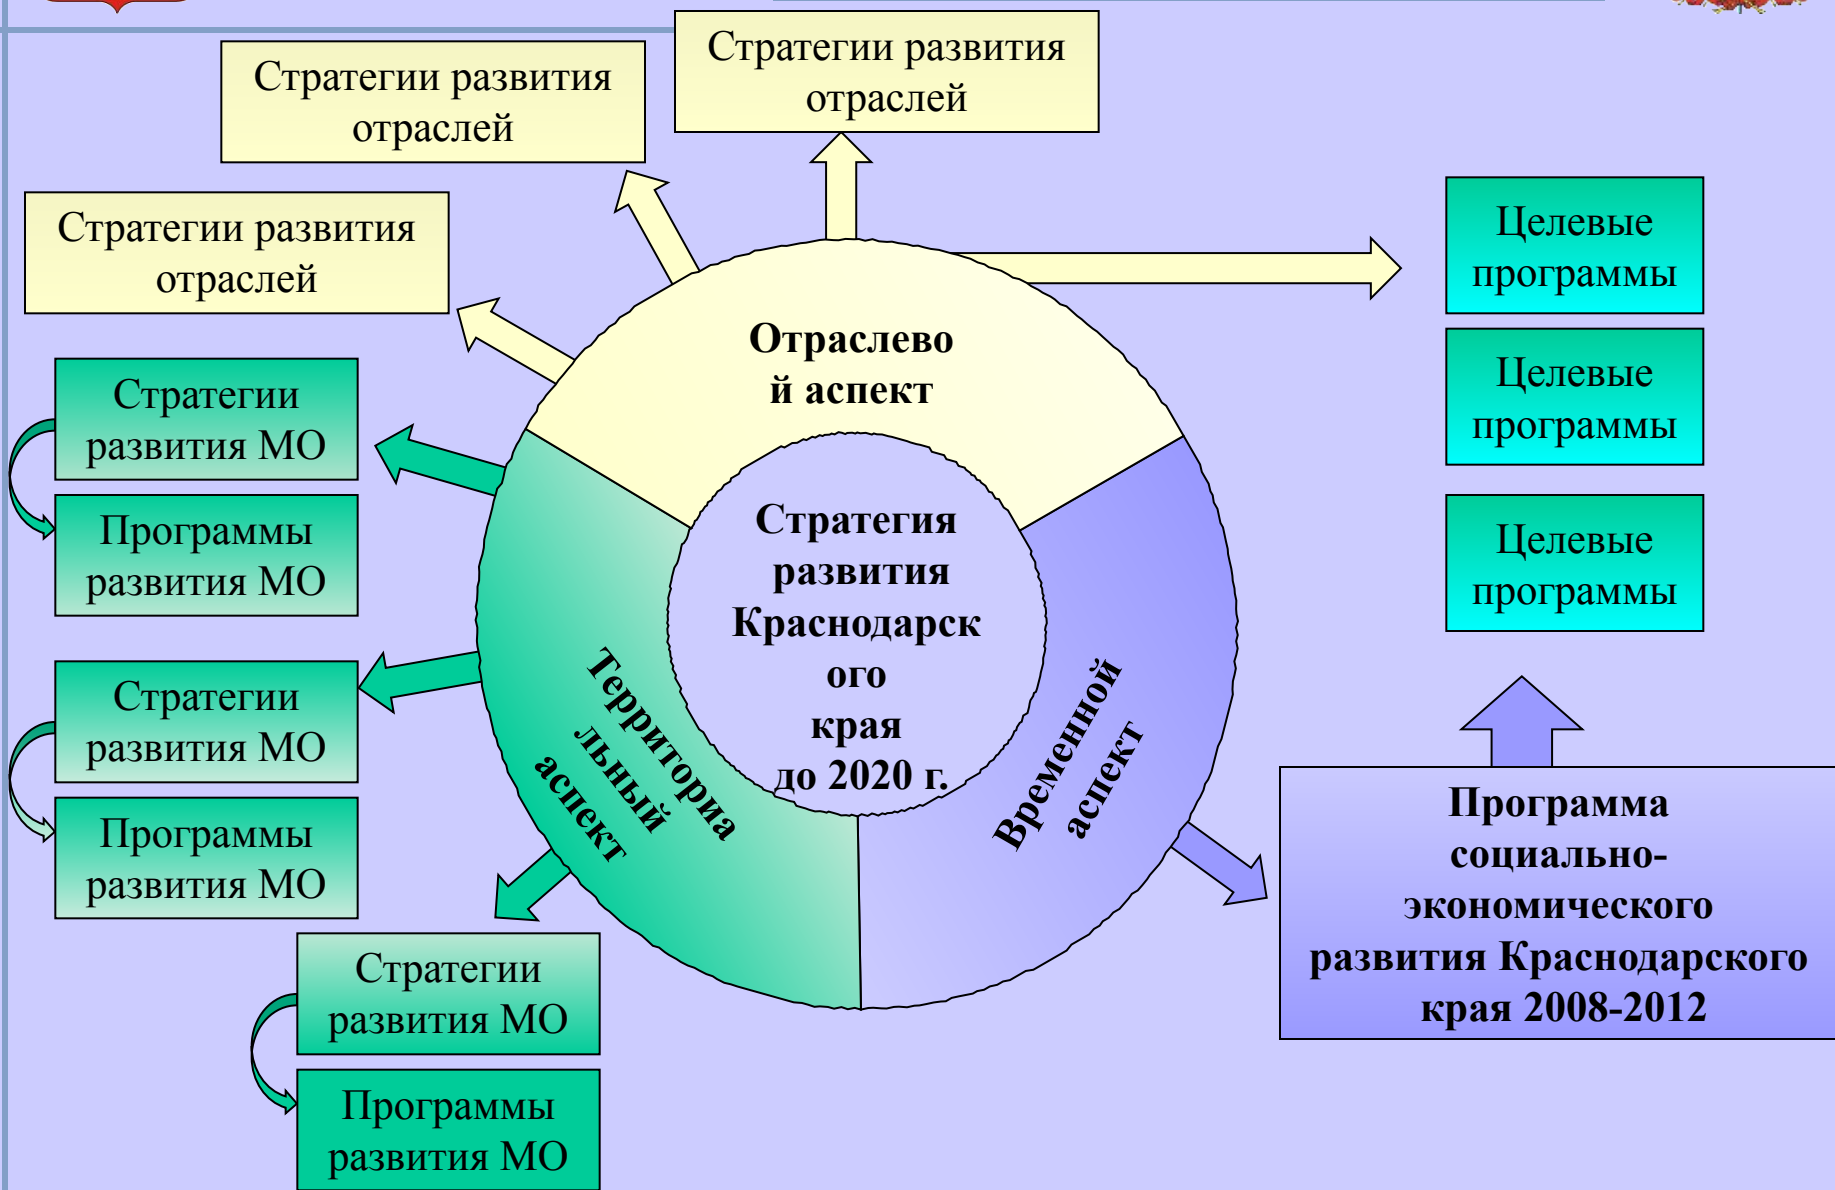 Стратегии развития
отраслей
Стратегии развития
отраслей
Стратегии развития
отраслей
Целевые
программы
Целевые
программы
Целевые
программы
Отраслево
й аспект
Стратегии
развития МО
Программы
развития МО
Стратегии
развития МО
Программы
развития МО
Стратегии
развития МО
Программы
развития МО
Стратегия
развития
Краснодарск
ого
края
до 2020 г.
Территориа
льный
аспект
Временной
аспект
Программа
социально-
экономического
развития Краснодарского
края 2008-2012